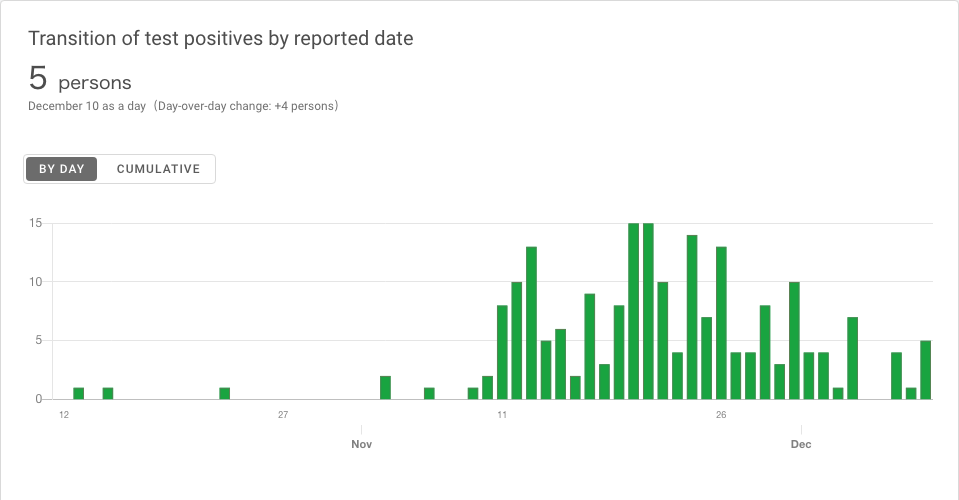 Transition of test positives by reported date
5 persons
December 10 as a day (Day-over-day change: +4 persons)
BY DAY CUMULATIVE
15
10
5
0
12 27 11 26
Nov Dec